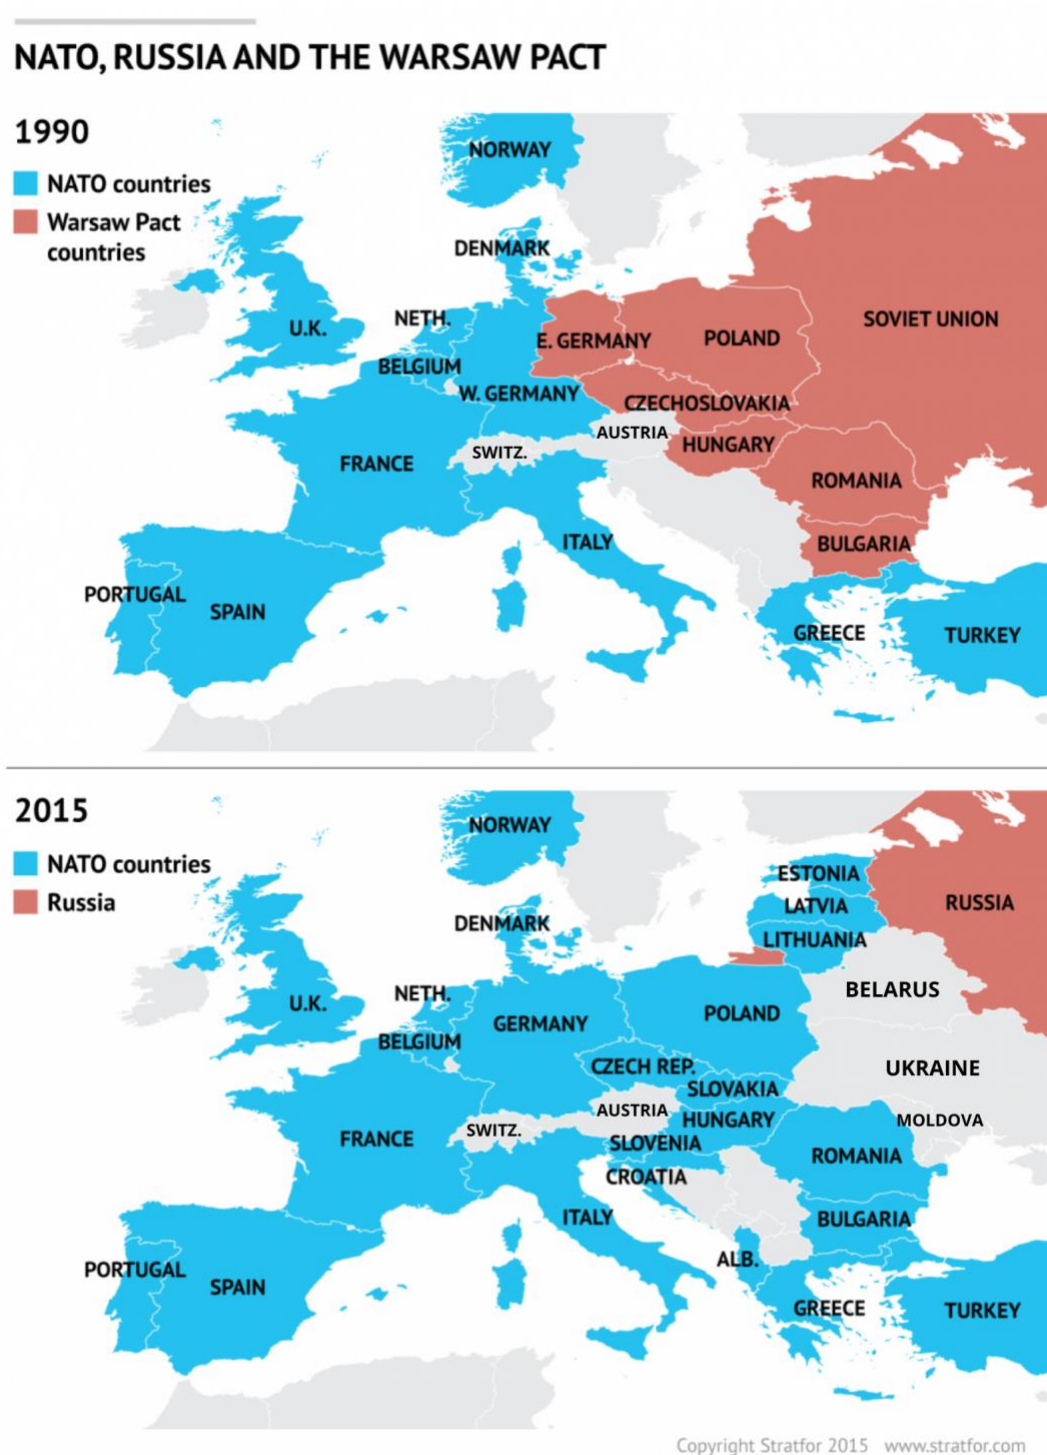 NATO, RUSSIA AND THE WARSAW PACT
1990
NATO countries
Warsaw Pact
countries
NORWAY
DENMARK
NETH.
U.K.
SOVIET UNION
E. GERMANY
POLAND
BELGIUM
W. GERMANY
CZECHOSLOVAKIA
AUSTRIA
HUNGARY
SWITZ.
FRANCE
ROMANIA
ITALY
BULGARIA
PORTUGAL
SPAIN
GREECE
TURKEY
2015
NATO countries
Russia
NORWAY
ESTONIA
LATVIA
RUSSIA
DENMARK
LITHUANIA
BELARUS
NETH.
U.K.
GERMANY
POLAND
BELGIUM
CZECH REP.
UKRAINE
SLOVAKIA
AUSTRIA
HUNGARY
MOLDOVA
SWITZ.
FRANCE
SLOVENIA
ROMANIA
CROATIA
ITALY
BULGARIA
ALB.
PORTUGAL
SPAIN
GREECE
TURKEY
Copyright Stratfor 2015 www.stratfor.com